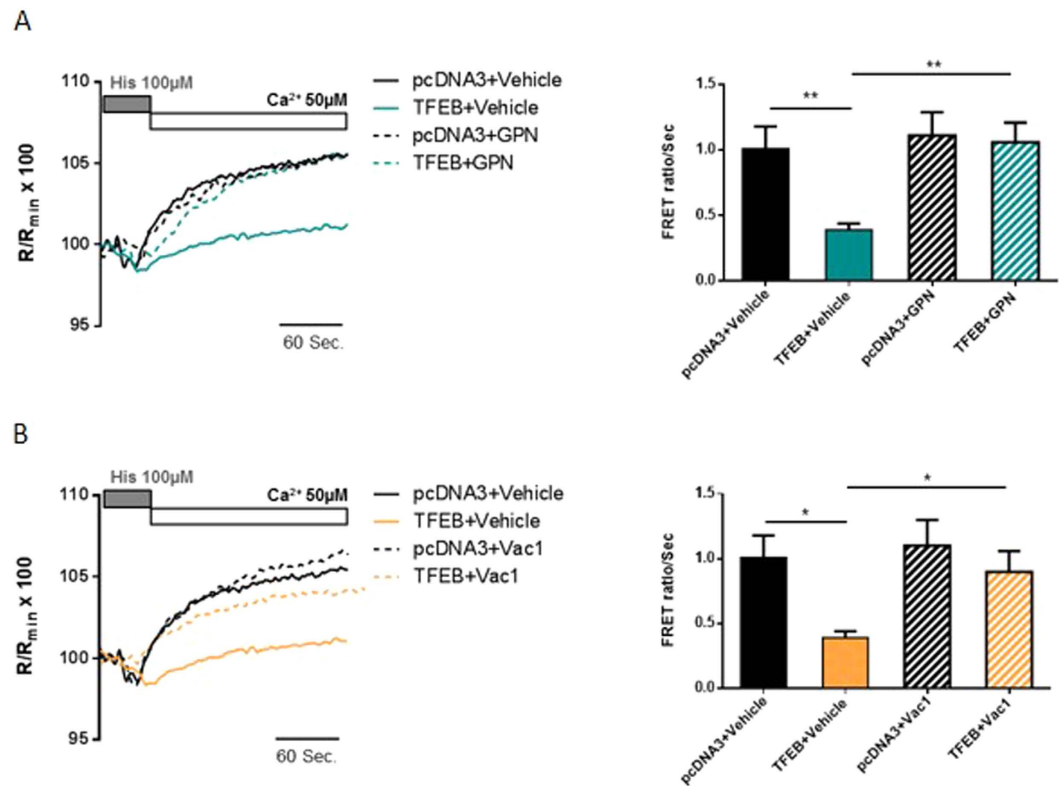 A
110
105
100
95
R/Rmin x 100
His 100µM
Ca²⁺ 50µM
60 Sec.
pcDNA3+Vehicle
TFEB+Vehicle
pcDNA3+GPN
TFEB+GPN
1.5
1.0
0.5
0.0
FRET ratio/Sec
**
**
pcDNA3+Vehicle
TFEB+Vehicle
pcDNA3+GPN
TFEB+GPN
B
110
105
100
95
R/Rmin x 100
His 100µM
Ca²⁺ 50µM
60 Sec.
pcDNA3+Vehicle
TFEB+Vehicle
pcDNA3+Vac1
TFEB+Vac1
1.5
1.0
0.5
0.0
FRET ratio/Sec
*
*
pcDNA3+Vehicle
TFEB+Vehicle
pcDNA3+Vac1
TFEB+Vac1